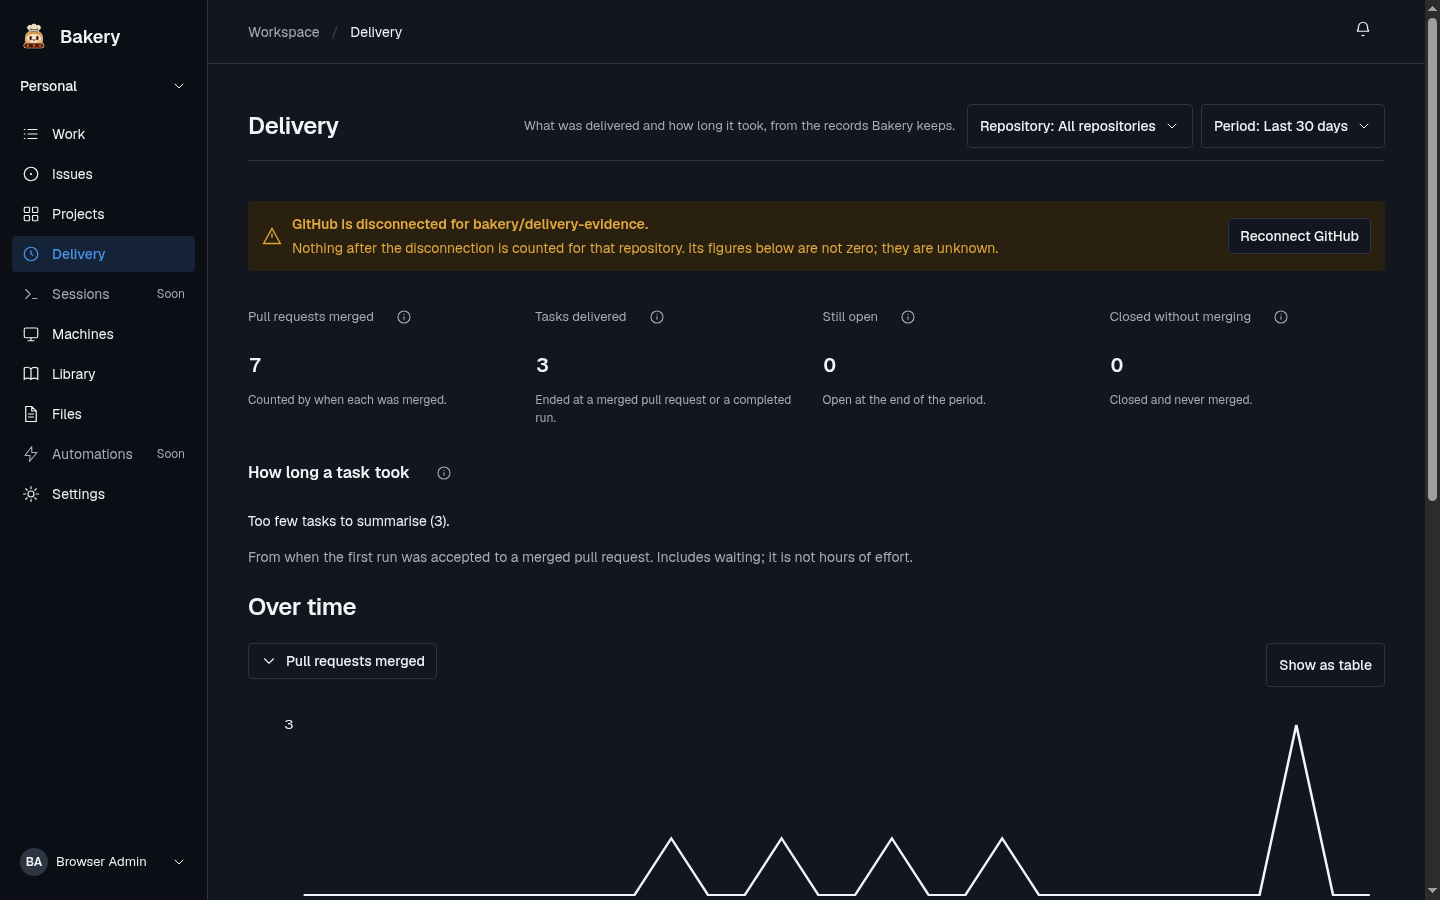 Bakery
Workspace / Delivery
Personal
Work
Issues
Projects
Delivery
Sessions Soon
Machines
Library
Files
Automations Soon
Settings
BA Browser Admin
Delivery
What was delivered and how long it took, from the records Bakery keeps.
Repository: All repositories
Period: Last 30 days
GitHub is disconnected for bakery/delivery-evidence.
Nothing after the disconnection is counted for that repository. Its figures below are not zero; they are unknown.
Reconnect GitHub
Pull requests merged
7
Counted by when each was merged.
Tasks delivered
3
Ended at a merged pull request or a completed
run.
Still open
0
Open at the end of the period.
Closed without merging
0
Closed and never merged.
How long a task took
Too few tasks to summarise (3).
From when the first run was accepted to a merged pull request. Includes waiting; it is not hours of effort.
Over time
Pull requests merged
Show as table
3